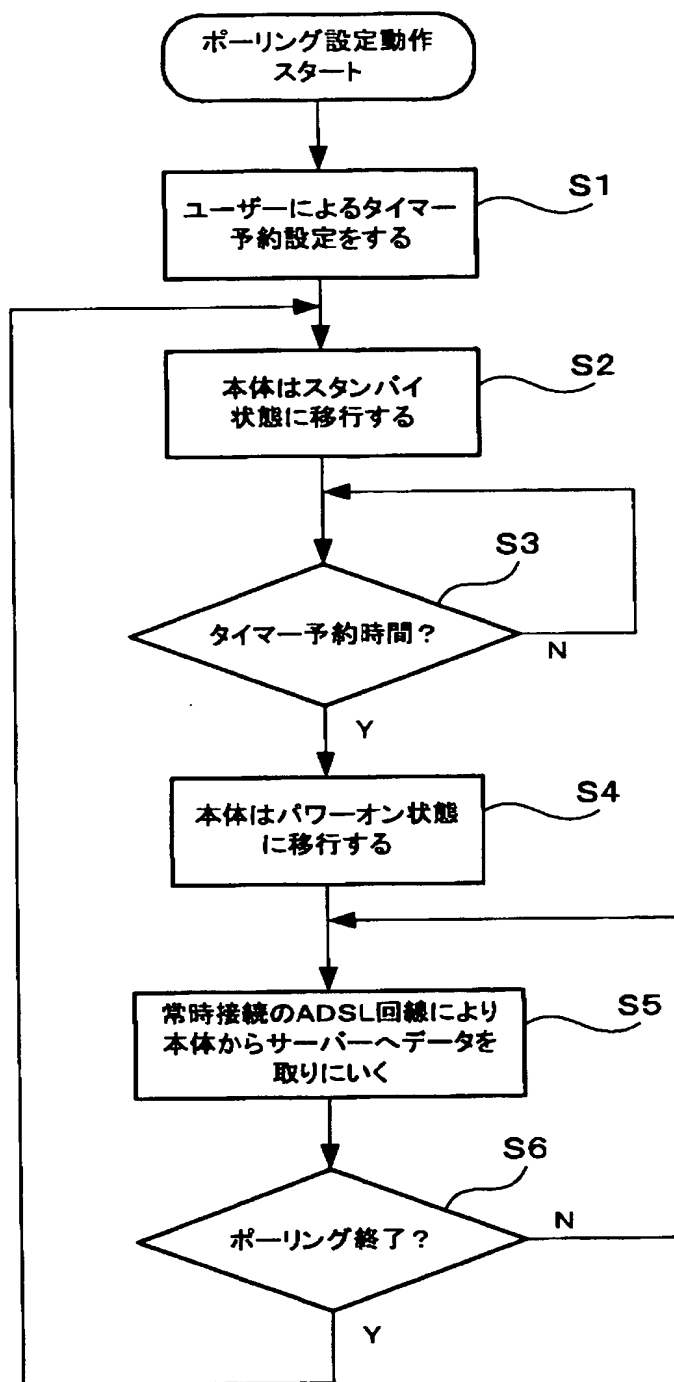 ポーリング設定動作
スタート
S1
ユーザーによるタイマー
予約設定をする
S2
本体はスタンバイ
状態に移行する
S3
タイマー予約時間？
N
Y
S4
本体はパワーオン状態
に移行する
S5
常時接続のADSL回線により
本体からサーバーへデータを
取りにいく
S6
ポーリング終了？
N
Y